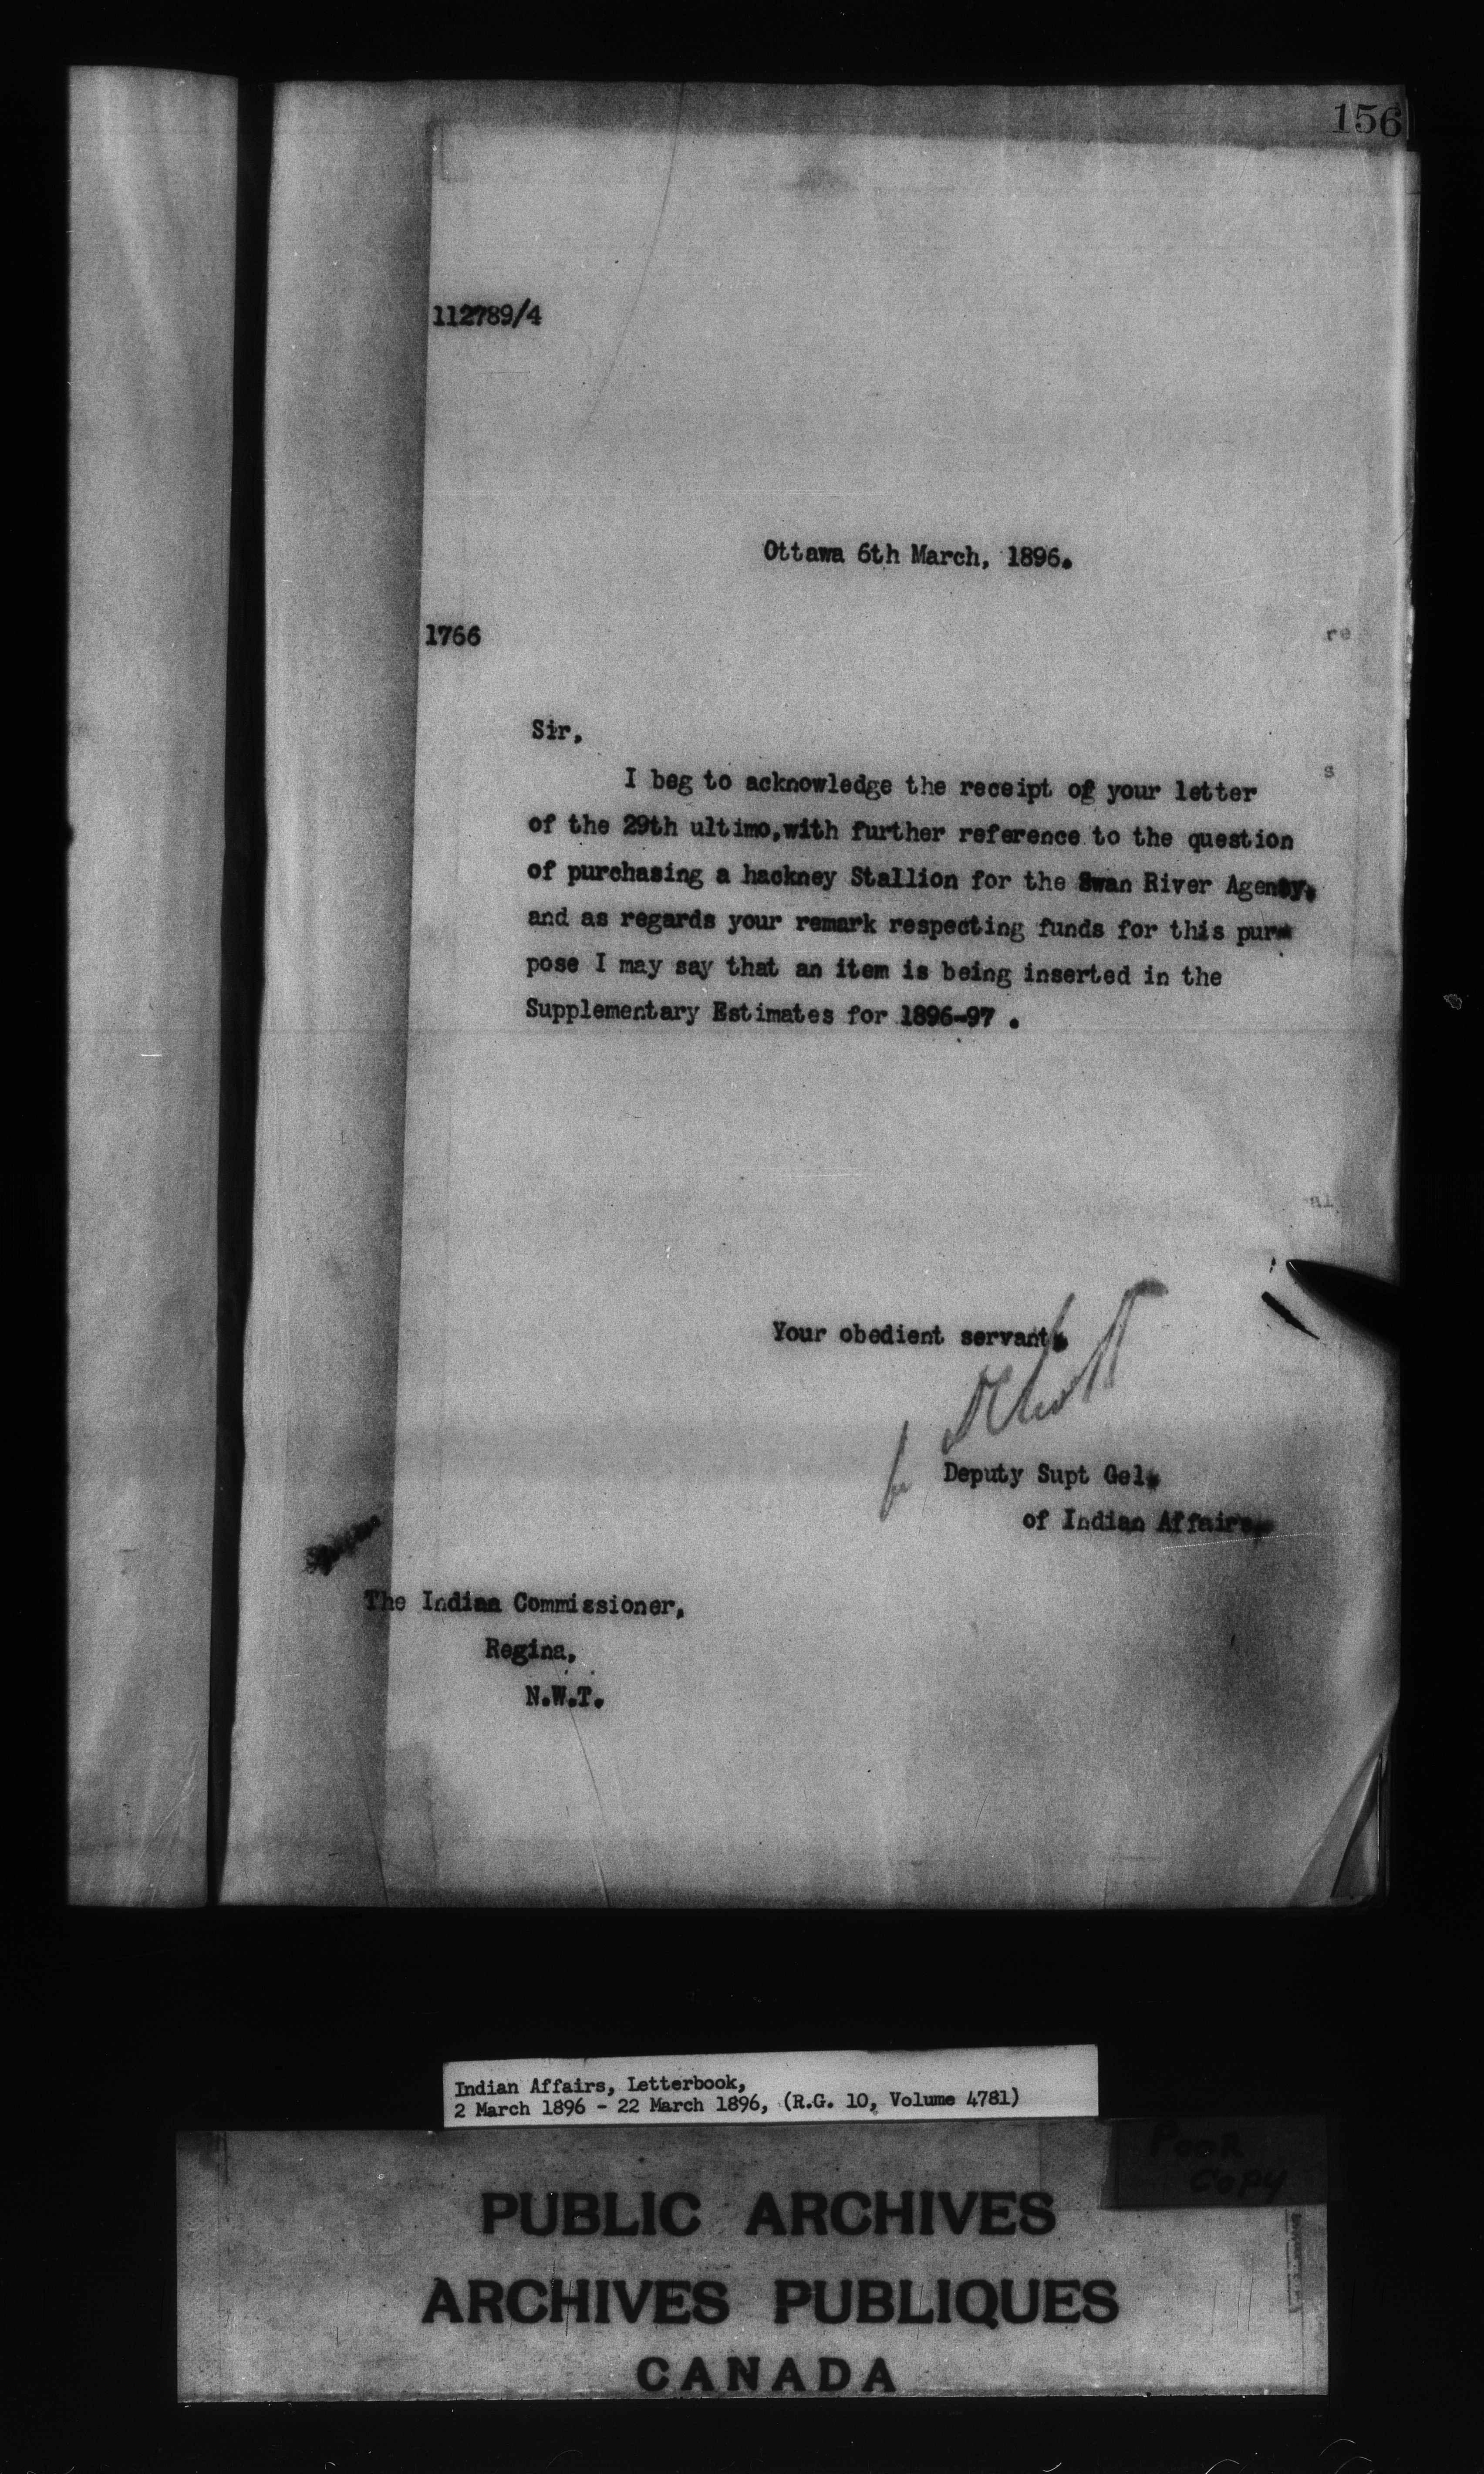 156
112789/4
Ottawa 6th March, 1896.
1766
re
Sir,
s
I beg to acknowledge the receipt of your letter
of the 29th ultimo,with further reference to the question
of purchasing a hackney Stallion for the Swan River Agency,
and as regards your remark respecting funds for this pur-
pose I may say that an item is being inserted in the
Supplementary Estimates for 1896-97 .
al
Your obedient servant,
Deputy Supt Gel.
of Indian Affairs.
The Indian Commissioner,
Regina,
N.W.T.
Indian Affairs, Letterbook,
2 March 1896 - 22 March 1896, (R.G. 10, Volume 4781)
Poor
Copy
PUBLIC ARCHIVES
ARCHIVES PUBLIQUES
CANADA